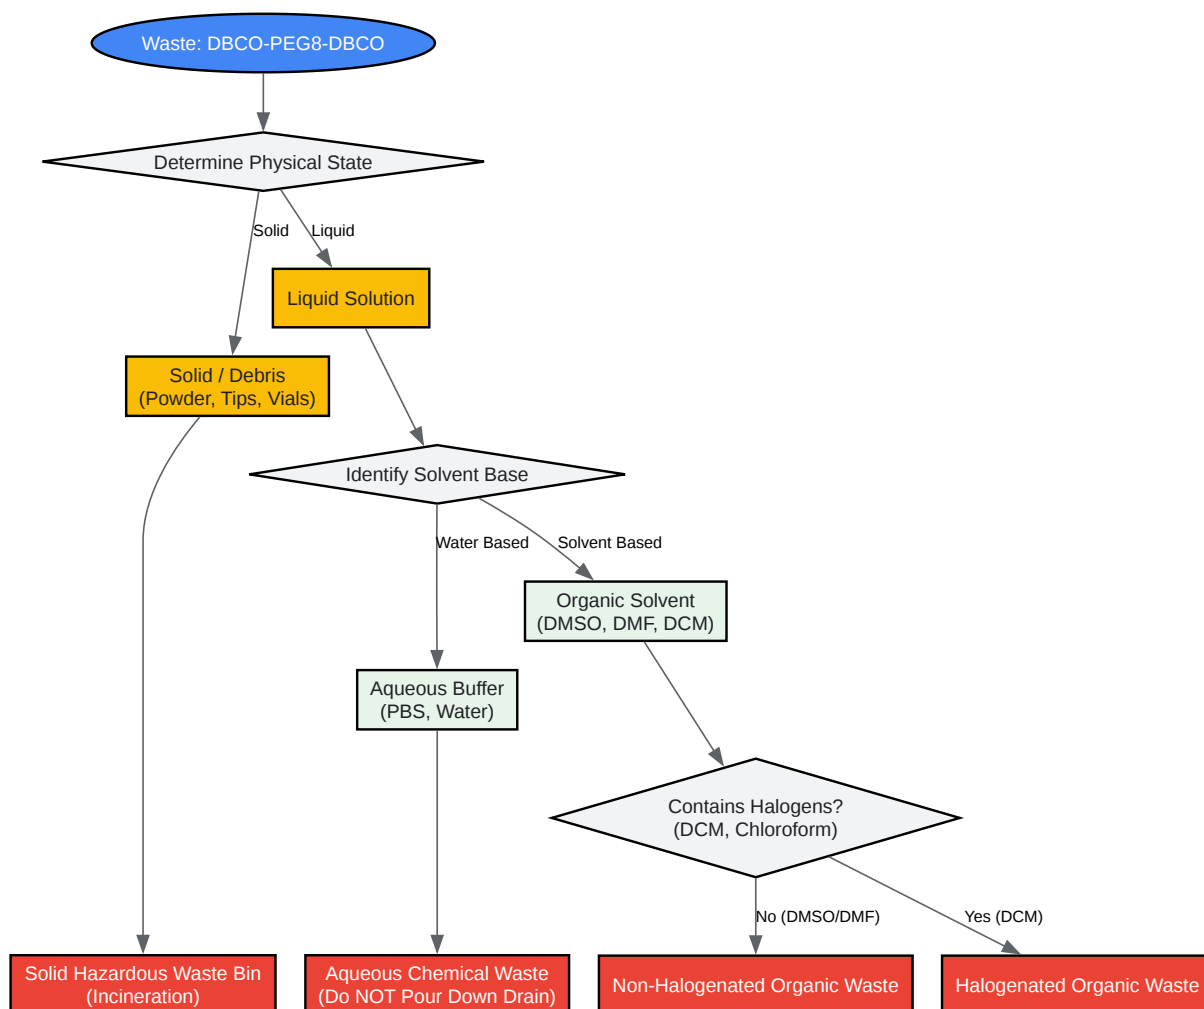 Waste: DBCO-PEG8-DBCO
Determine Physical State
Solid
Liquid
Liquid Solution
Solid / Debris
(Powder, Tips, Vials)
Identify Solvent Base
Water Based
Solvent Based
Organic Solvent
(DMSO, DMF, DCM)
Aqueous Buffer
(PBS, Water)
Contains Halogens?
(DCM, Chloroform)
No (DMSO/DMF)
Yes (DCM)
Solid Hazardous Waste Bin
(Incineration)
Aqueous Chemical Waste
(Do NOT Pour Down Drain)
Non-Halogenated Organic Waste
Halogenated Organic Waste